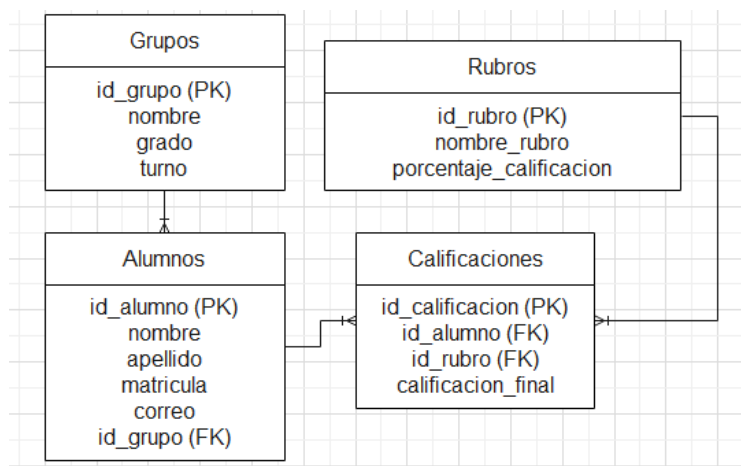 Grupos
id_grupo (PK)
nombre
grado
turno
Rubros
id_rubro (PK)
nombre_rubro
porcentaje_calificacion
Alumnos
id_alumno (PK)
nombre
apellido
matricula
correo
id_grupo (FK)
Calificaciones
id_calificacion (PK)
id_alumno (FK)
id_rubro (FK)
calificacion_final